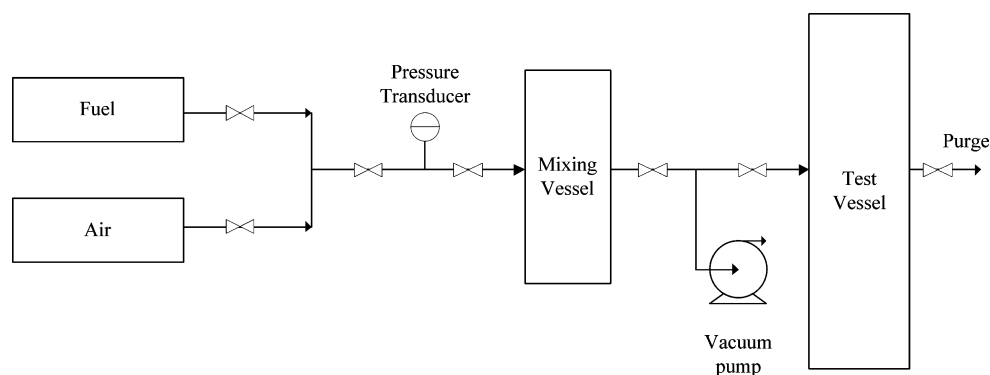 Fuel
Air
Pressure
Transducer
Mixing
Vessel
Vacuum
pump
Test
Vessel
Purge